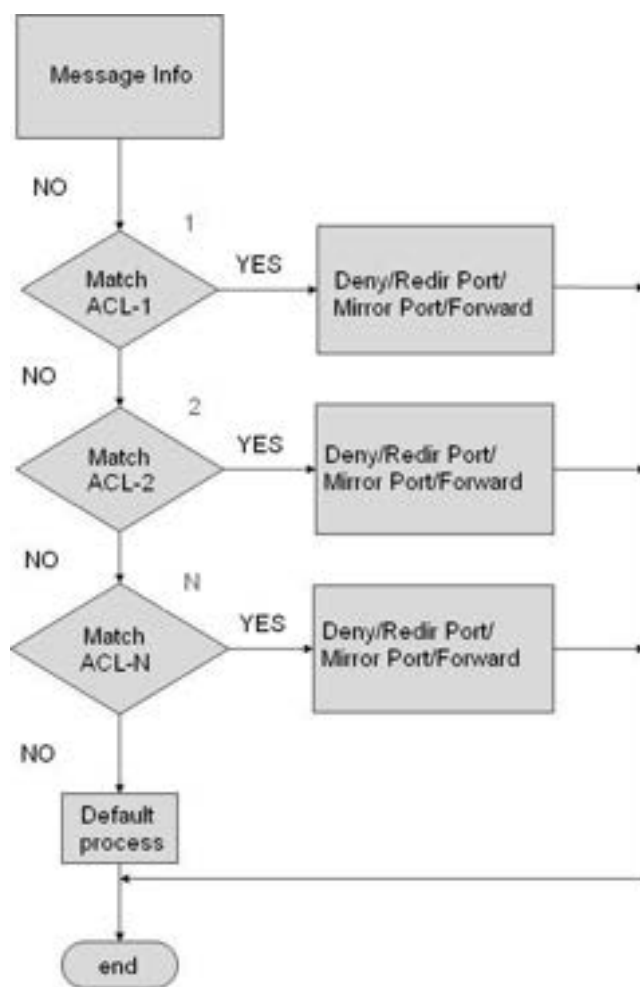 Message Info
NO
1
Match
ACL-1
YES
Deny/Redir Port/
Mirror Port/Forward
NO
2
Match
ACL-2
YES
Deny/Redir Port/
Mirror Port/Forward
NO
N
Match
ACL-N
YES
Deny/Redir Port/
Mirror Port/Forward
NO
Default
process
end